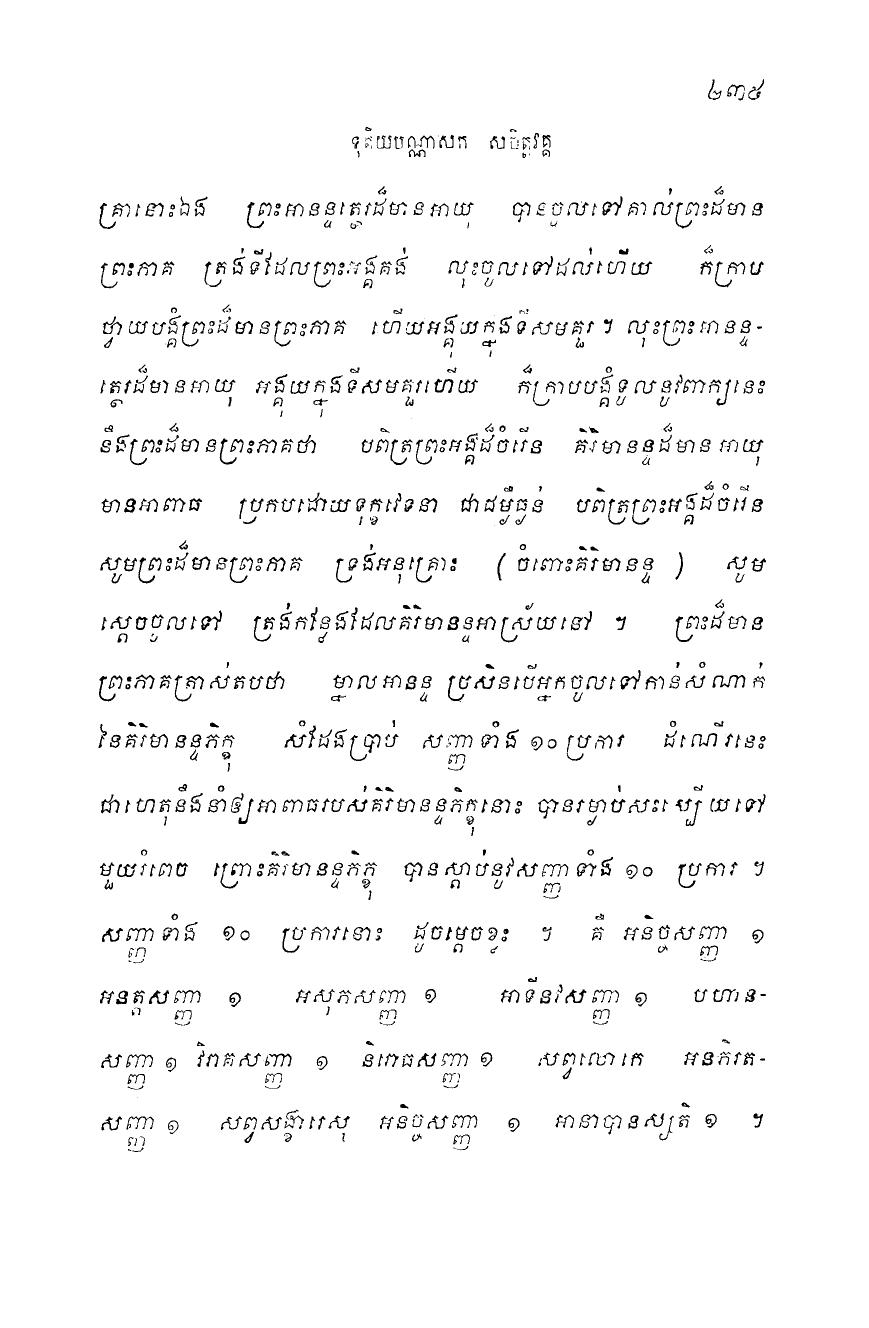 ២៣៥
ទុតិយបណ្ណាសក សចិត្តវគ្គ
គ្រានោះឯង ព្រះអានន្ទត្ថេរដ៏មានអាយុ បានចូលទៅគាល់ព្រះដ៏មាន
ព្រះភាគ ត្រង់ទីដែលព្រះអង្គគង់ លុះចូលទៅដល់ហើយ ក៏ក្រាប
ថ្វាយបង្គំព្រះដ៏មានព្រះភាគ ហើយអង្គុយក្នុងទីសមគួរ ។ លុះព្រះអានន្ទ-
ត្ថេរដ៏មានអាយុ អង្គុយក្នុងទីសមគួរហើយ ក៏ក្រាបបង្គំទូលនូវពាក្យនេះ
នឹងព្រះដ៏មានព្រះភាគថា បពិត្រព្រះអង្គដ៏ចំរើន គិរិមានន្ទដ៏មានអាយុ
មានអាពាធ ប្រកបដោយទុក្ខវេទនា ជាជម្ងឺធ្ងន់ បពិត្រព្រះអង្គដ៏ចំរើន
សូមព្រះដ៏មានព្រះភាគ ទ្រង់អនុគ្រោះ (ចំពោះគិរិមានន្ទ) សូម
ស្តេចចូលទៅ ត្រង់កន្លែងដែលគិរិមានន្ទអាស្រ័យនៅ ។ ព្រះដ៏មាន
ព្រះភាគត្រាស់តបថា ម្នាលអានន្ទ ប្រសិនបើអ្នកចូលទៅកាន់សំណាក់
នៃគិរិមានន្ទភិក្ខុ សំដែងប្រាប់ សញ្ញាទាំង ១០ ប្រការ ដំណើរនេះ
ជាហេតុនឹងនាំឲ្យអាពាធរបស់គិរិមានន្ទភិក្ខុនោះ បានរម្ងាប់សះស្បើយទៅ
មួយរំពេច ព្រោះគិរិមានន្ទភិក្ខុ បានស្តាប់នូវសញ្ញាទាំង ១០ ប្រការ ។
សញ្ញាទាំង ១០ ប្រការនោះ ដូចម្តេចខ្លះ ។ គឺ អនិច្ចសញ្ញា ១
អនត្តសញ្ញា ១ អសុភសញ្ញា ១ អាទីនវសញ្ញា ១ បហាន-
សញ្ញា ១ វិរាគសញ្ញា ១ និរោធសញ្ញា ១ សព្វលោកេ អនភិរត-
សញ្ញា ១ សព្វសង្ខារេសុ អនិច្ចសញ្ញា ១ អានាបានស្សតិ ១ ។